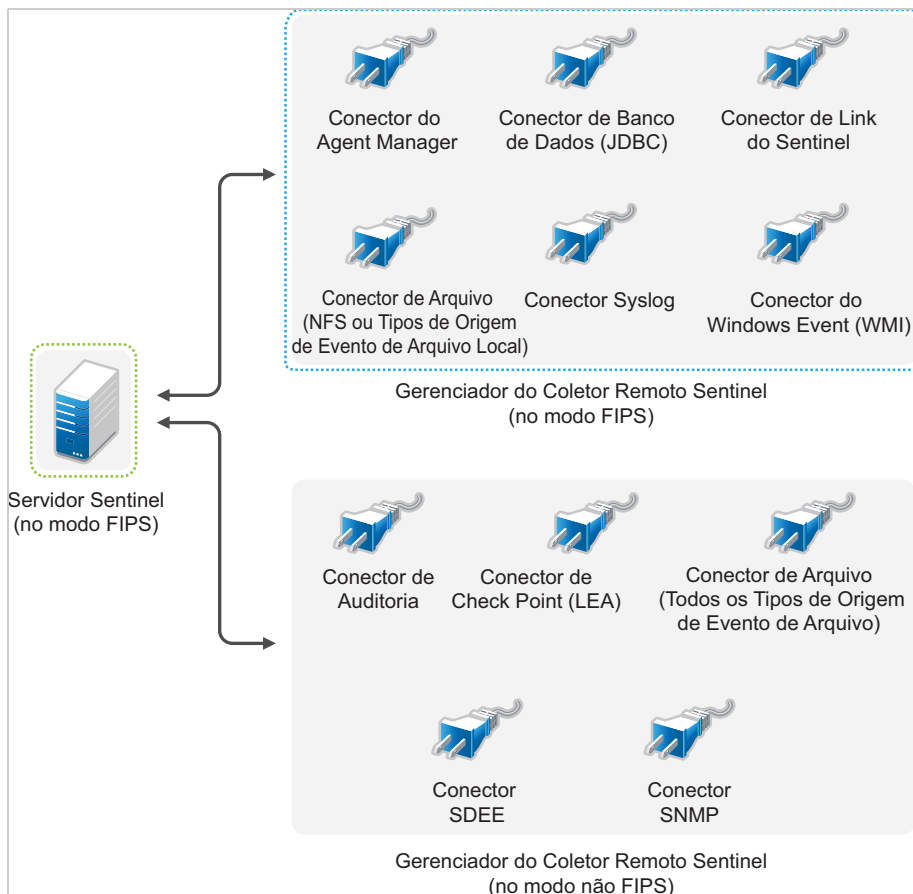 Conector do
Agent Manager
Conector de Banco
de Dados (JDBC)
Conector de Link
do Sentinel
Conector de Arquivo
(NFS ou Tipos de Origem
de Evento de Arquivo Local)
Conector Syslog
Conector do
Windows Event (WMI)
Gerenciador do Coletor Remoto Sentinel
(no modo FIPS)
Servidor Sentinel
(no modo FIPS)
Conector de
Auditoria
Conector de
Check Point (LEA)
Conector de Arquivo
(Todos os Tipos de Origem
de Evento de Arquivo)
Conector
SDEE
Conector
SNMP
Gerenciador do Coletor Remoto Sentinel
(no modo não FIPS)